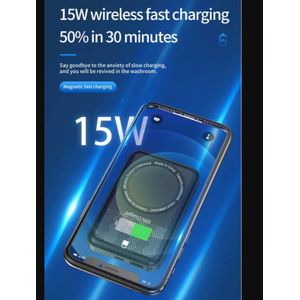 15W wireless fast charging
50% in 30 minutes
Say goodbye to the anxiety of slow charging,
and you will be revived in the washroom.
Magnetic fast charging
15W